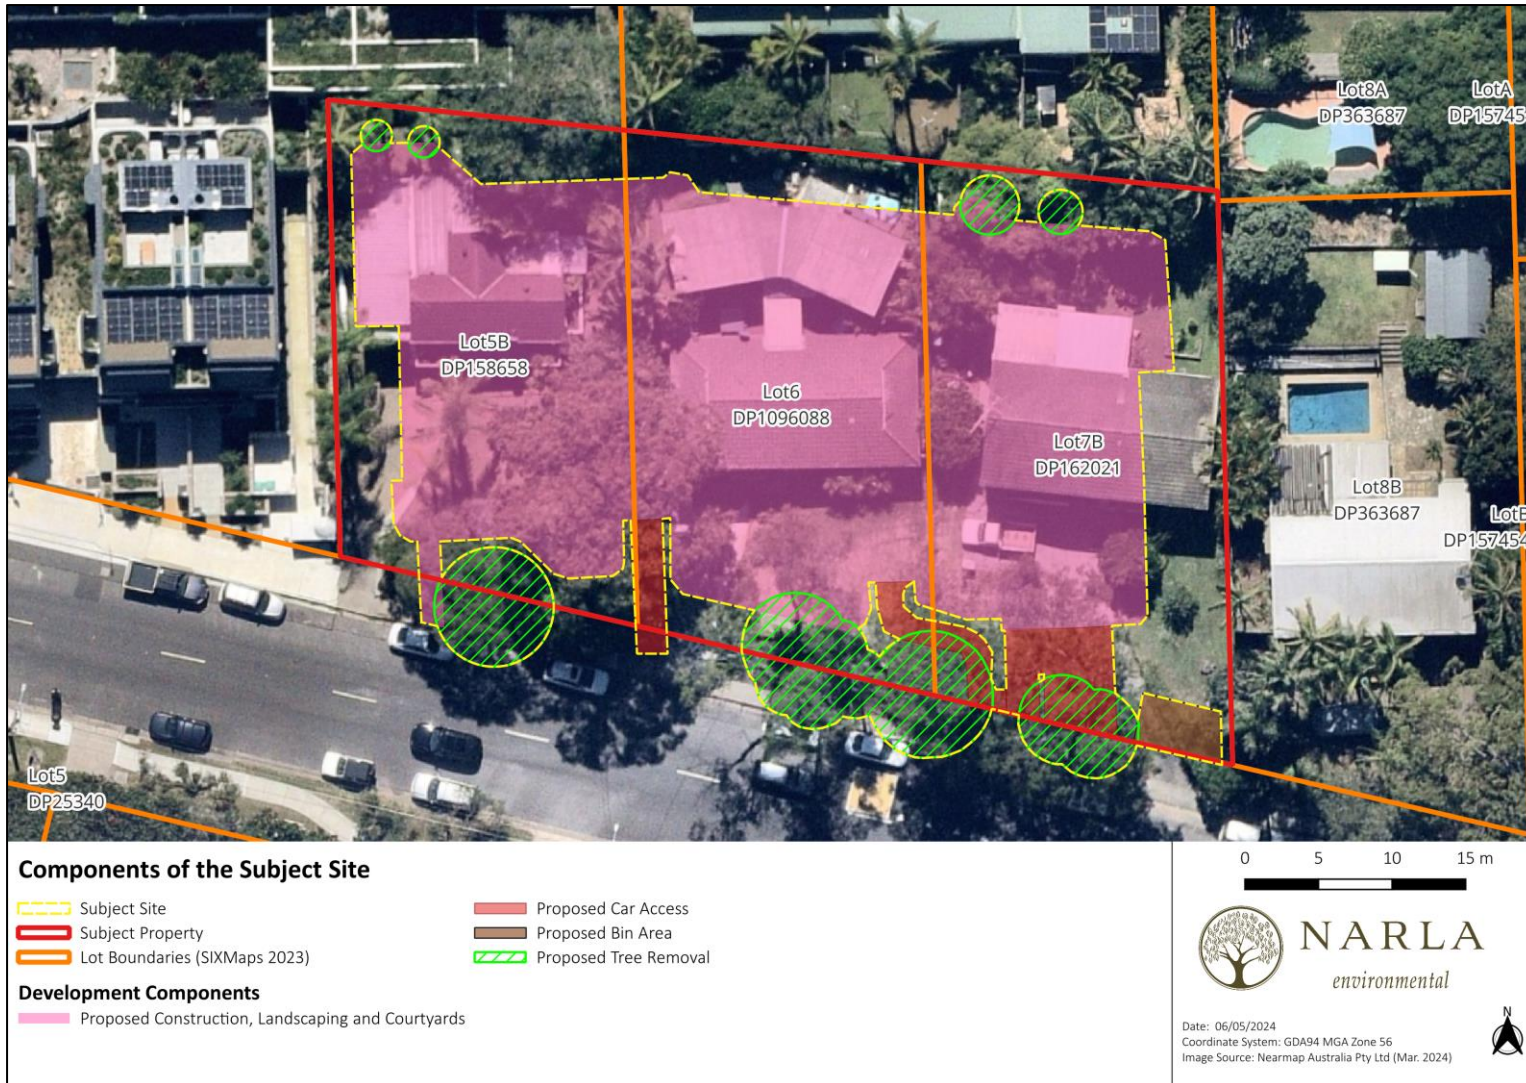 Lot8A
DP363687
LotA
DP15745
Lot5B
DP158658
Lot6
DP1096088
Lot7B
DP162021
Lot8B
DP363687
LotB
DP157454
Lot5
DP25340
Components of the Subject Site
Subject Site
Subject Property
Lot Boundaries (SIXMaps 2023)
Development Components
Proposed Construction, Landscaping and Courtyards
Proposed Car Access
Proposed Bin Area
Proposed Tree Removal
0 5 10 15 m
NARLA
environmental
Date: 06/05/2024
Coordinate System: GDA94 MGA Zone 56
Image Source: Nearmap Australia Pty Ltd (Mar. 2024)
N